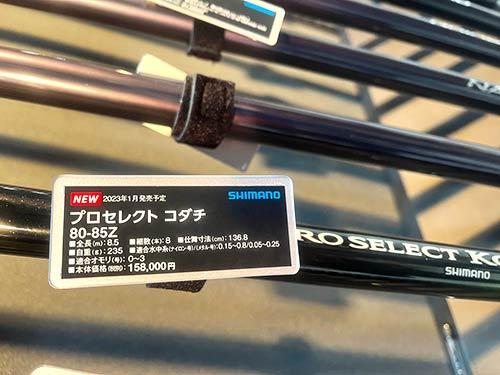 NEW 2023年1月発売予定 SHIMANO
プロセレクト コダチ
80-85Z
■全長(m):8.5 ■継数(本):8 ■仕舞寸法(cm):136.8
■自重(g):235 ■適合水中糸(ナイロン・号)/(メタル・号):0.15~0.8/0.05~0.25
■適合オモリ(号):0~3
■本体価格(税別):158,000円
RO SELECT K
SHIMANO